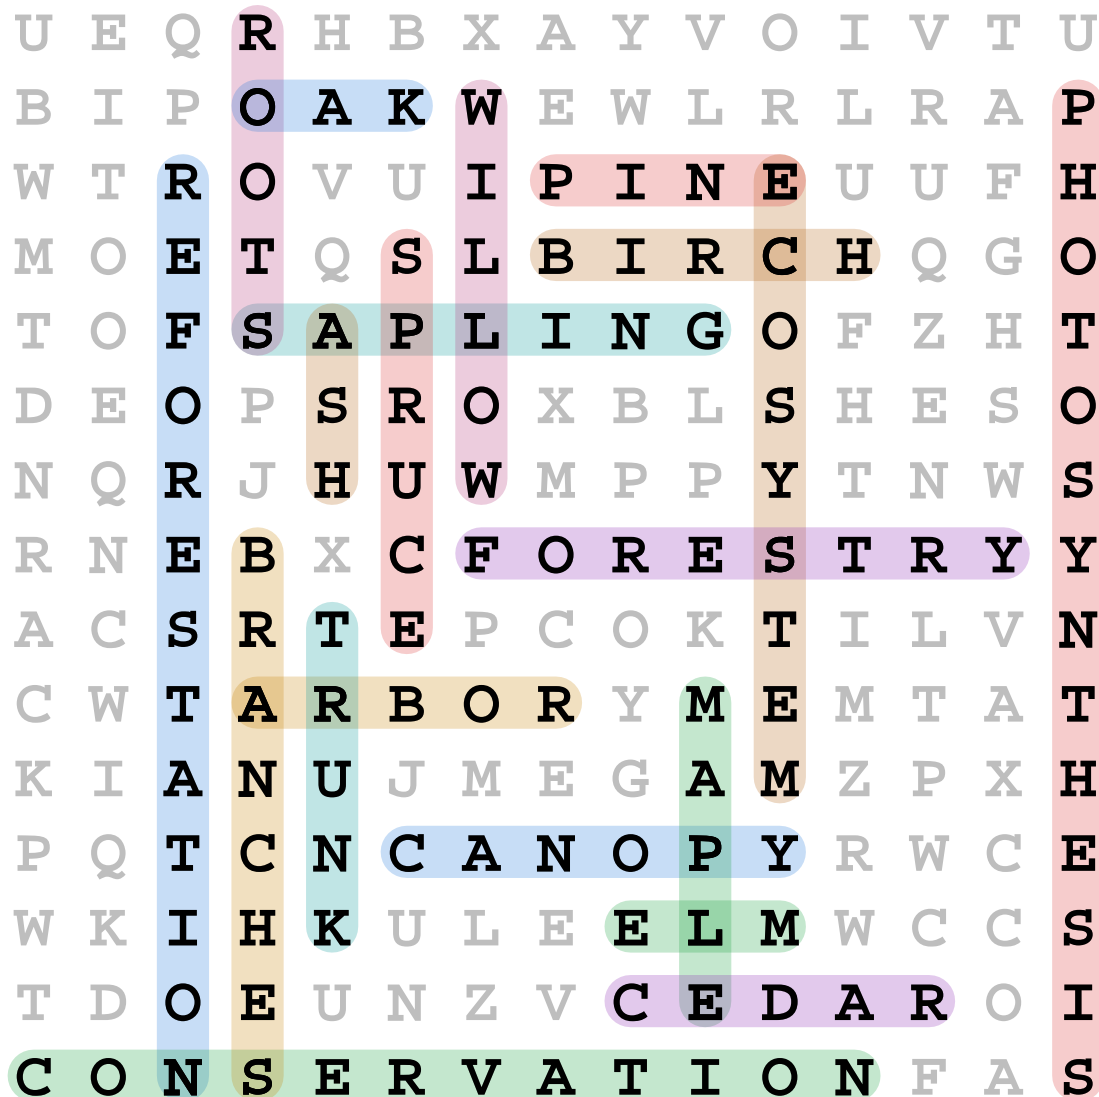 U E Q R H B X A Y V O I V T U
B I P O A K W E W L R L R A P
W T R O V U I P I N E U U F H
M O E T Q S L B I R C H Q G O
T O F S A P L I N G O F Z H T
D E O P S R O X B L S H E S O
N Q R J H U W M P P Y T N W S
R N E B X C F O R E S T R Y Y
A C S R T E P C O K T I L V N
C W T A R B O R Y M E M T A T
K I A N U J M E G A M Z P X H
P Q T C N C A N O P Y R W C E
W K I H K U L E E L M W C C S
T D O E U N Z V C E D A R O I
C O N S E R V A T I O N F A S